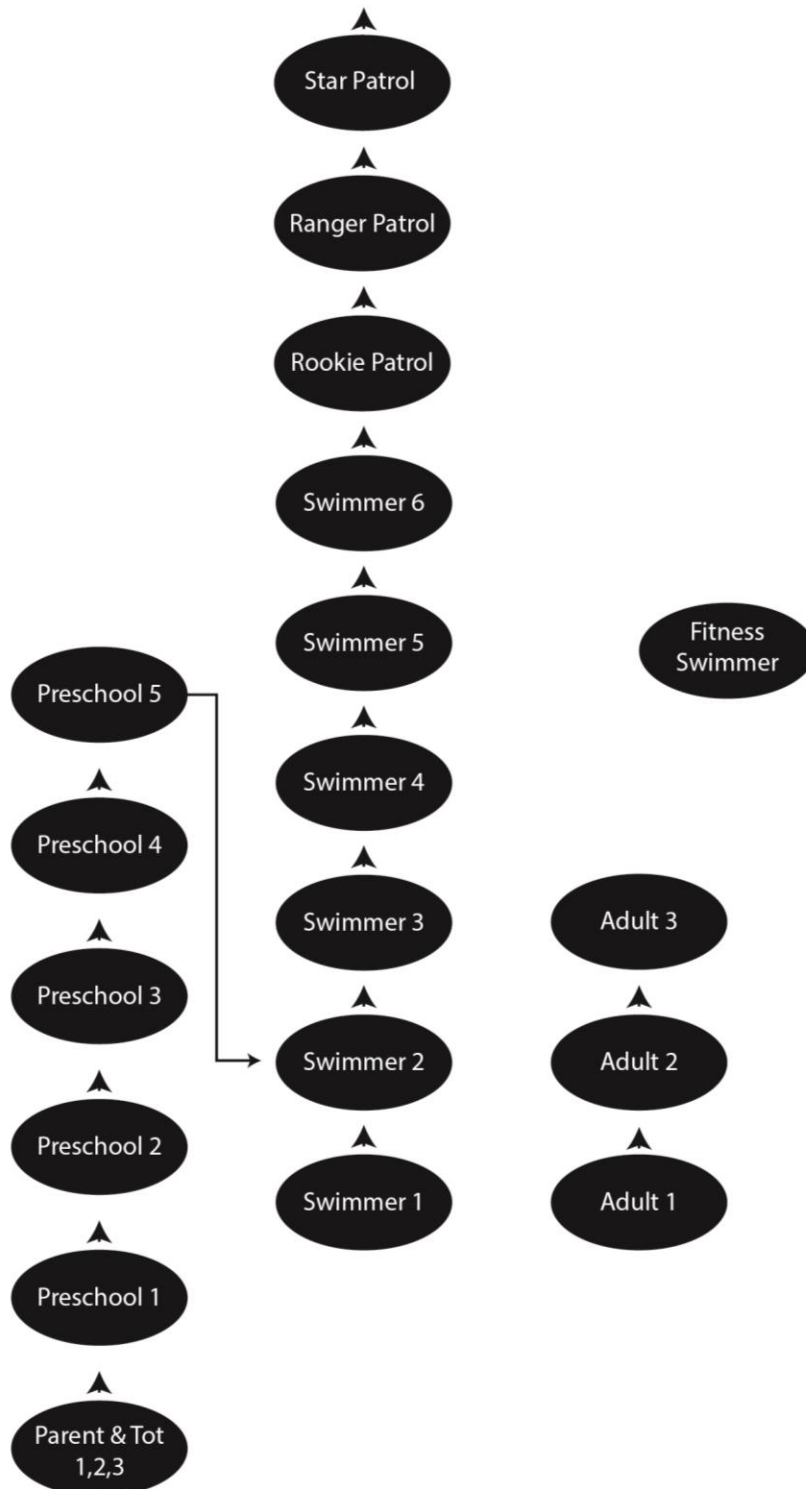 Star Patrol
Ranger Patrol
Rookie Patrol
Swimmer 6
Swimmer 5
Fitness
Swimmer
Preschool 5
Swimmer 4
Preschool 4
Swimmer 3
Adult 3
Preschool 3
Swimmer 2
Adult 2
Preschool 2
Swimmer 1
Adult 1
Preschool 1
Parent & Tot
1,2,3